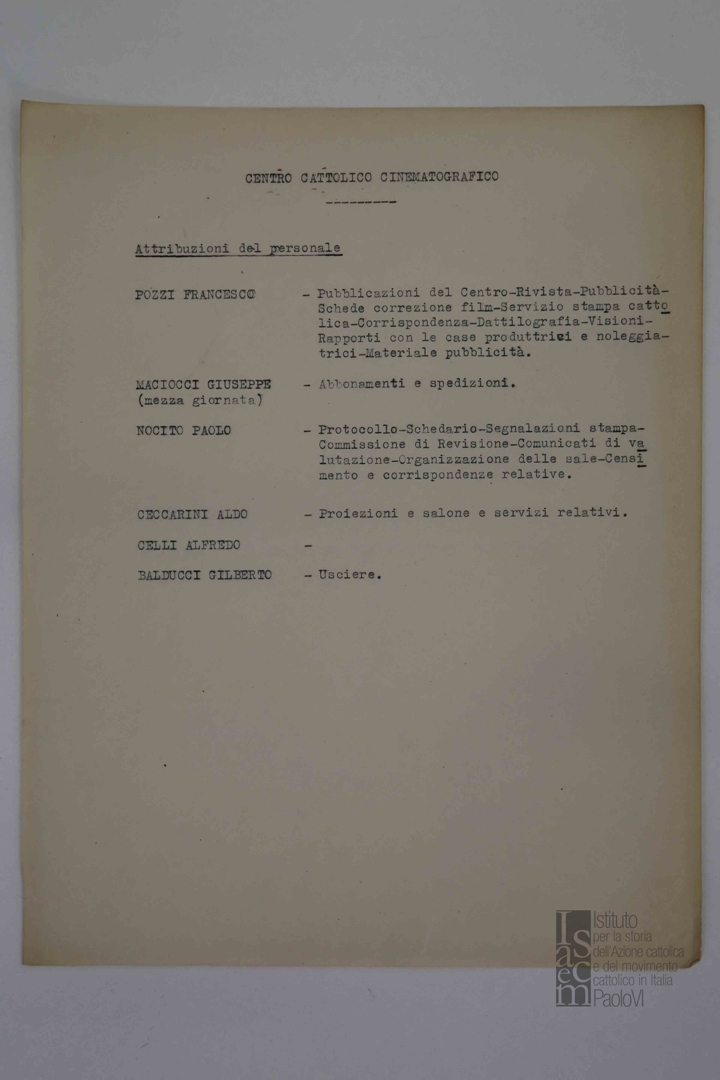 CENTRO CATTOLICO CINEMATOGRAFICO
Attribuzioni del personale
POZZI FRANCESCO - Pubblicazioni del Centro-Rivista-Pubblicità-
Schede correzione film-Servizio stampa catto
lica-Corrispondenza-Dattilografia-Visioni-
Rapporti con le case produttrici e noleggia-
trici-Materiale pubblicità.
MACIOCCI GIUSEPPE - Abbonamenti e spedizioni.
(mezza giornata)
NOCITO PAOLO - Protocollo-Schedario-Segnalazioni stampa-
Commissione di Revisione-Comunicati di va
lutazione-Organizzazione delle sale-Censi
mento e corrispondenze relative.
CECCARINI ALDO - Proiezioni e salone e servizi relativi.
CELLI ALFREDO -
BALDUCCI GILBERTO - Usciere.
Isacem
Istituto
per la storia
dell'Azione cattolica
e del movimento
cattolico in Italia
PaoloVI